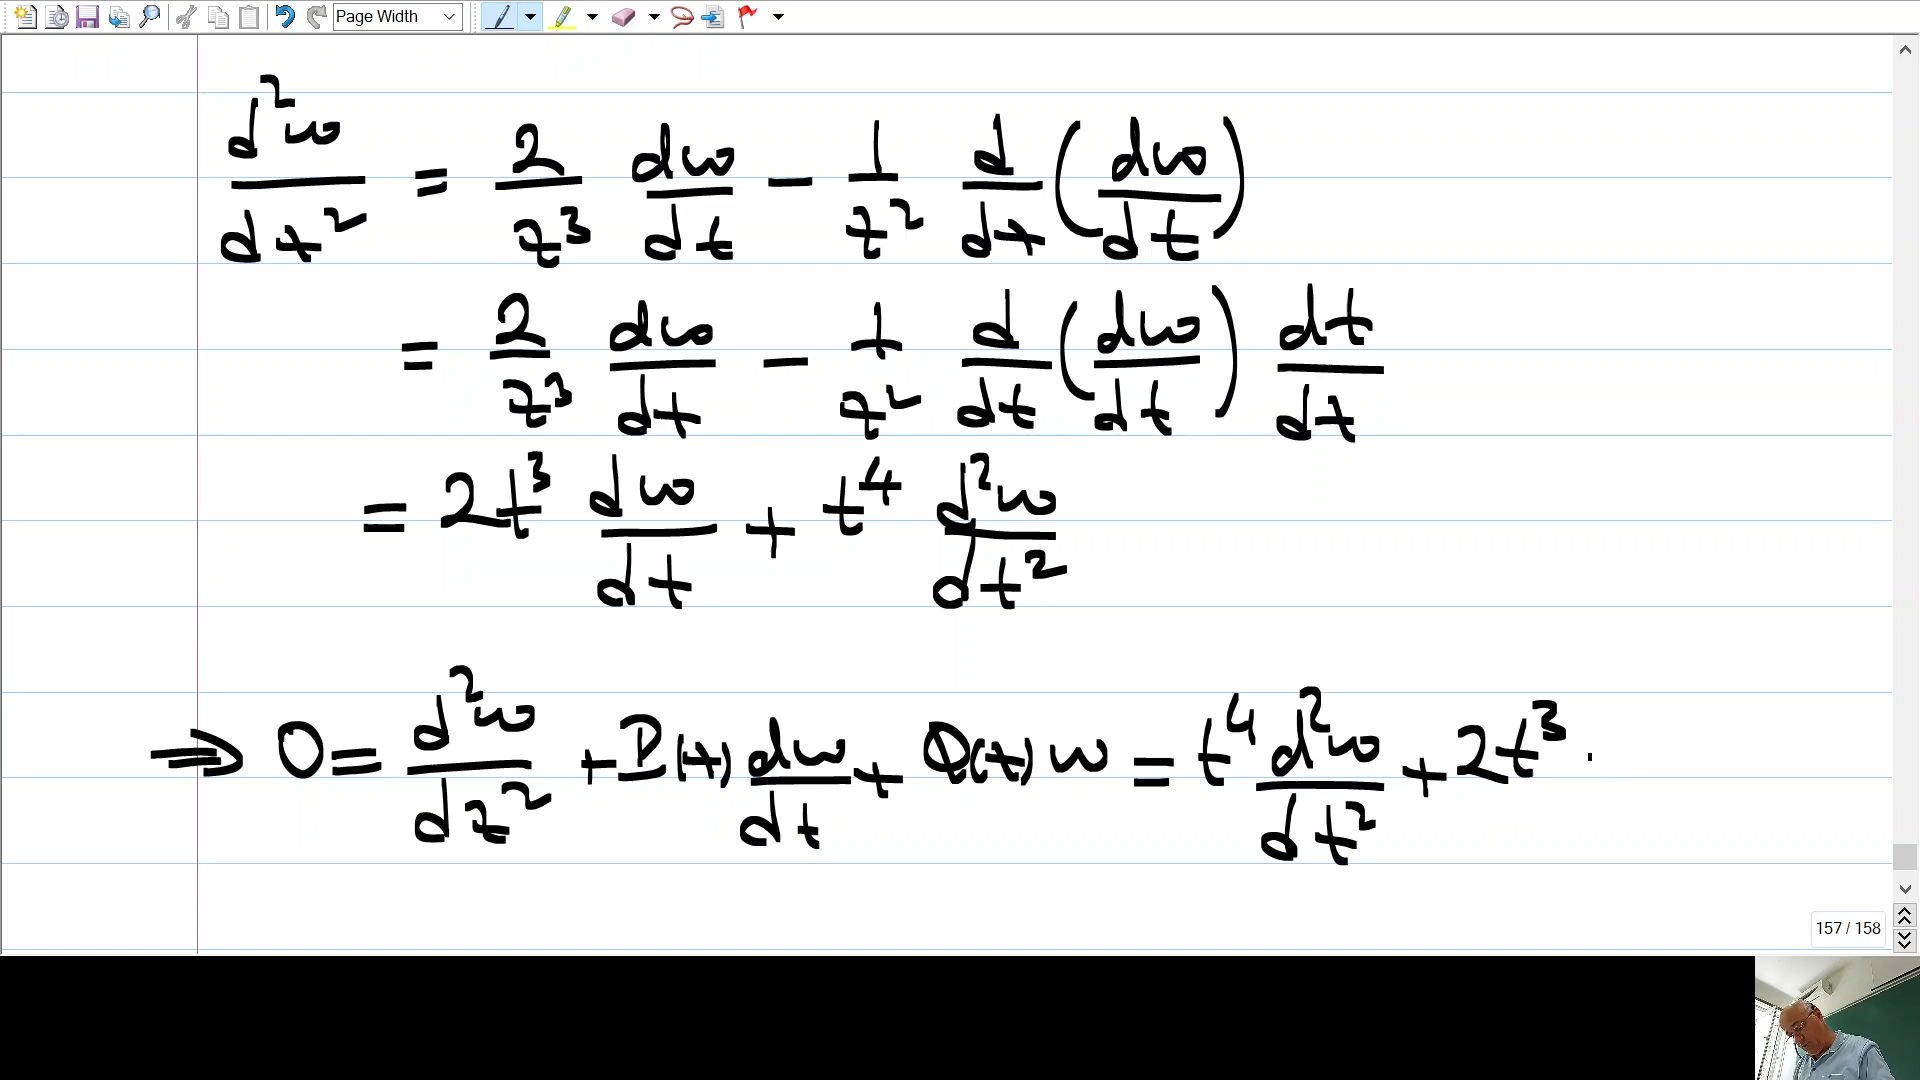 Page Width
d²w/dz² = 2/z³ dw/dt − 1/z² d/dz (dw/dt)
= 2/z³ dw/dt − 1/z² d/dt (dw/dt) dt/dz
= 2t³ dw/dt + t⁴ d²w/dt²
⇒ 0 = d²w/dz² + P(t) dw/dt + Q(t) w = t⁴ d²w/dt² + 2t³ .
157 / 158